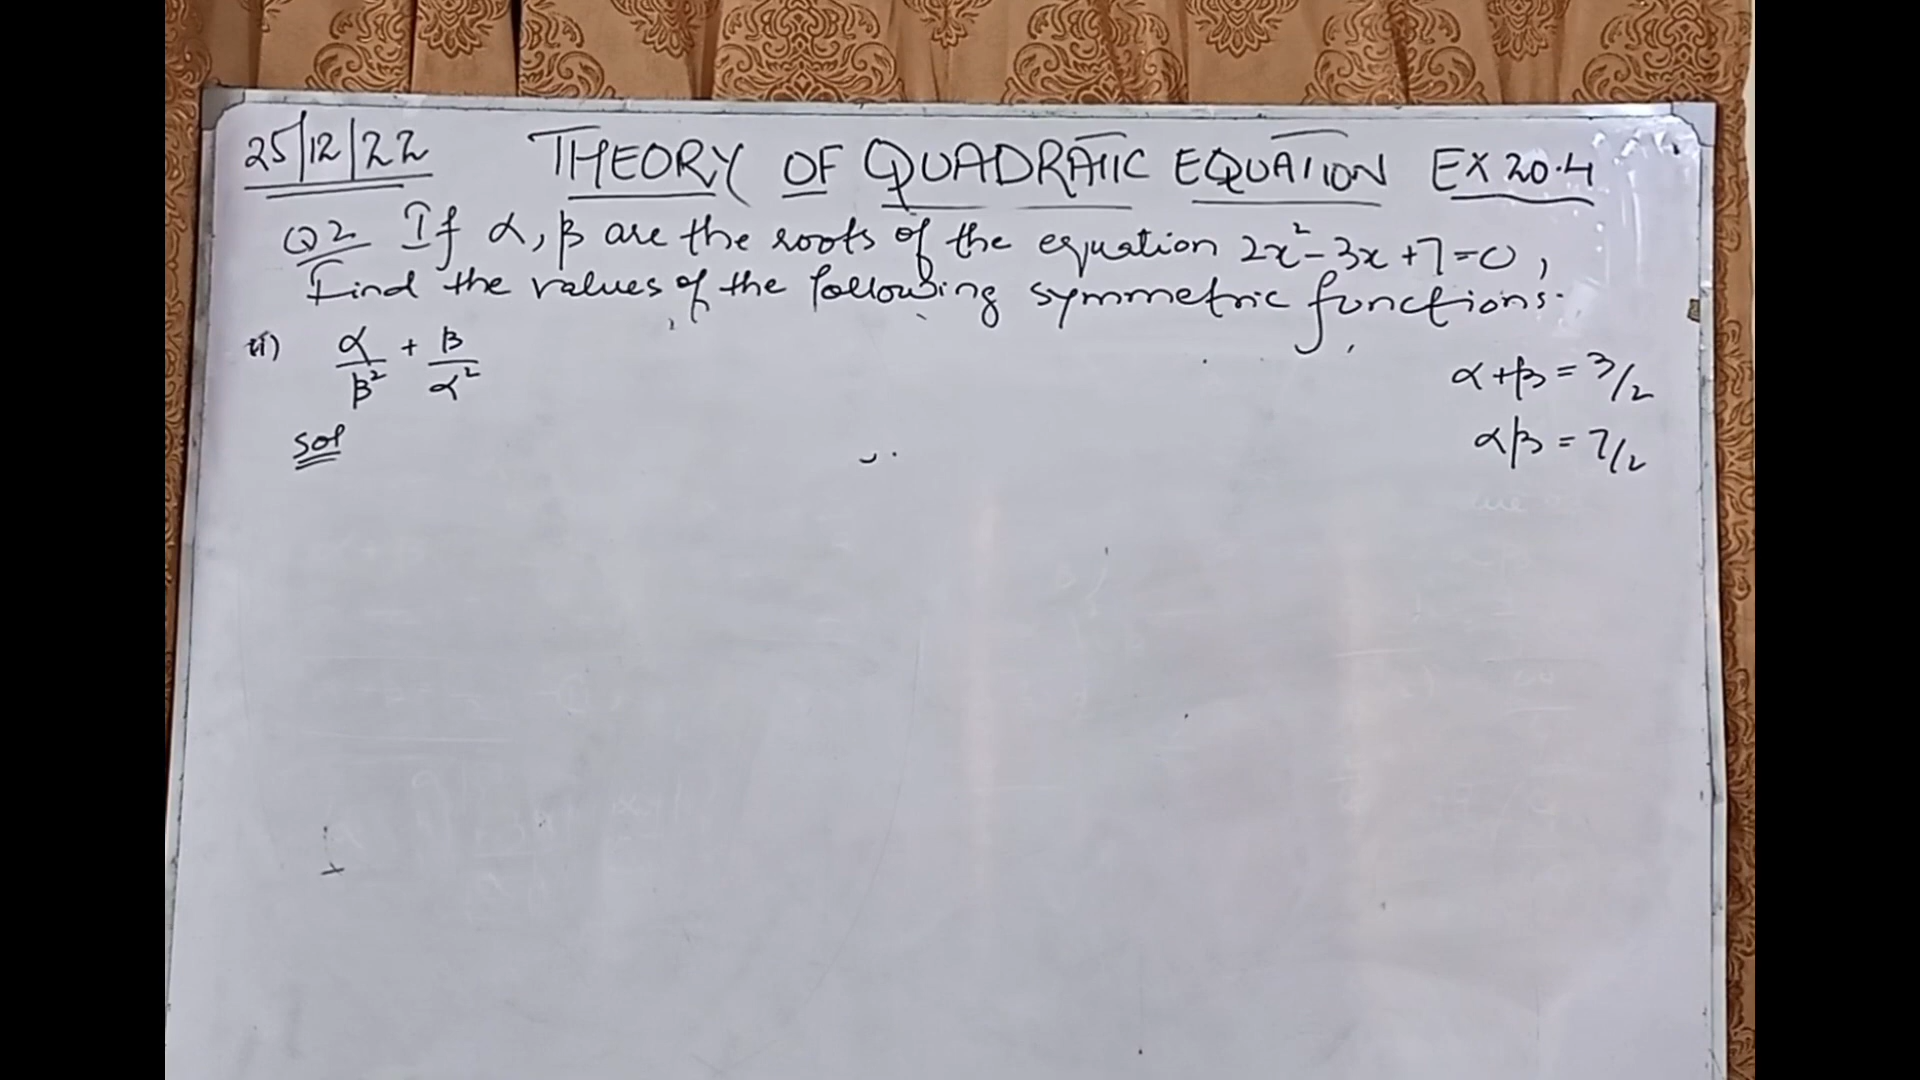 25/12/22 THEORY OF QUADRATIC EQUATION EX 20.4
Q2 If α, β are the roots of the equation 2x²-3x+7=0,
Find the values of the following symmetric functions.
ii) α/β² + β/α²
α+β = 3/2
Sol
αβ = 7/2